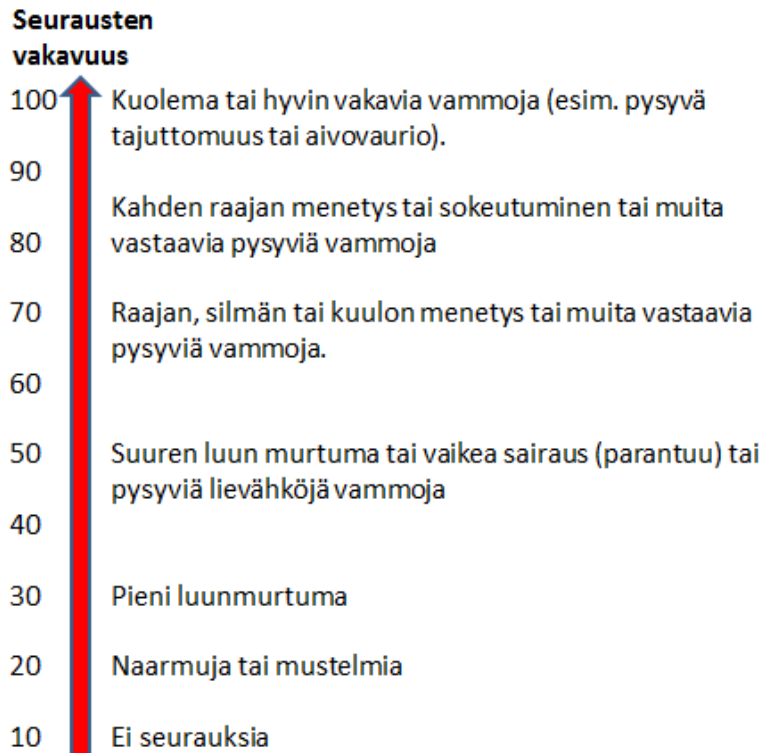 Seurausten
vakavuus
100 Kuolema tai hyvin vakavia vammoja (esim. pysyvä
tajuttomuus tai aivovaurio).
90
Kahden raajan menetys tai sokeutuminen tai muita
80 vastaavia pysyviä vammoja
70 Raajan, silmän tai kuulon menetys tai muita vastaavia
pysyviä vammoja.
60
50 Suuren luun murtuma tai vaikea sairaus (parantuu) tai
pysyviä lievähköjä vammoja
40
30 Pieni luunmurtuma
20 Naarmuja tai mustelmia
10 Ei seurauksia